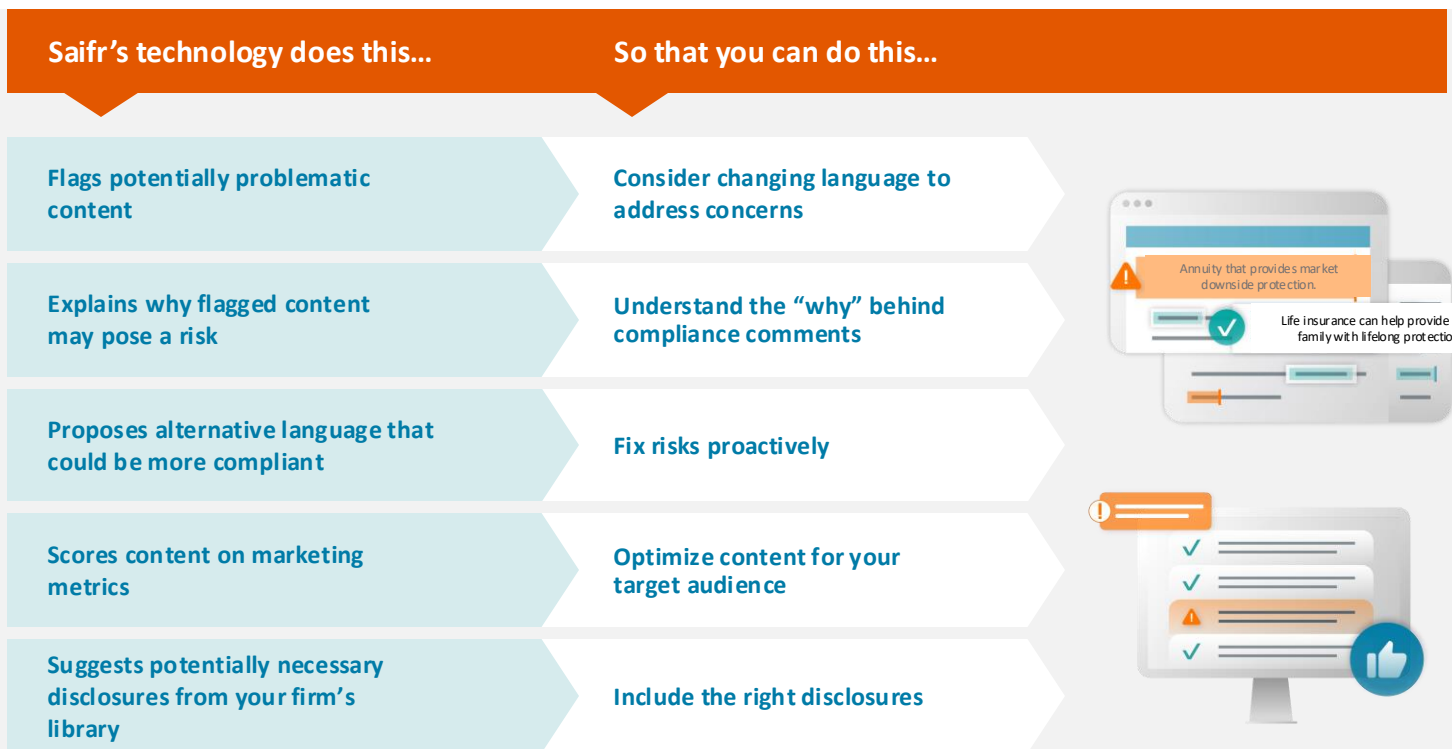 Saifr’s technology does this…
So that you can do this…
Flags potentially problematic
content
Consider changing language to
address concerns
Explains why flagged content
may pose a risk
Understand the “why” behind
compliance comments
Proposes alternative language that
could be more compliant
Fix risks proactively
Scores content on marketing
metrics
Optimize content for your
target audience
Suggests potentially necessary
disclosures from your firm’s
library
Include the right disclosures
Annuity that provides market
downside protection.
Life insurance can help provide
family with lifelong